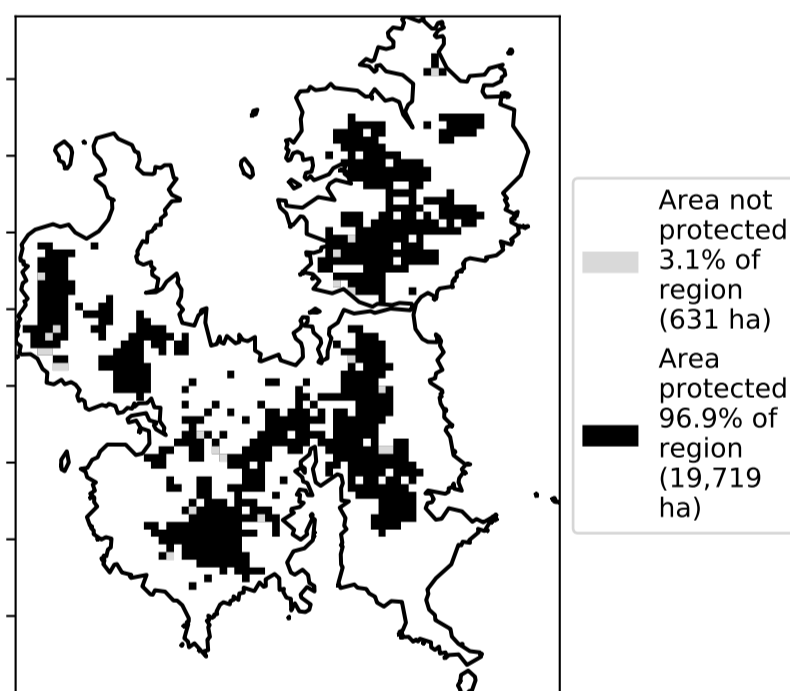 Area not
protected
3.1% of
region
(631 ha)
Area
protected
96.9% of
region
(19,719
ha)